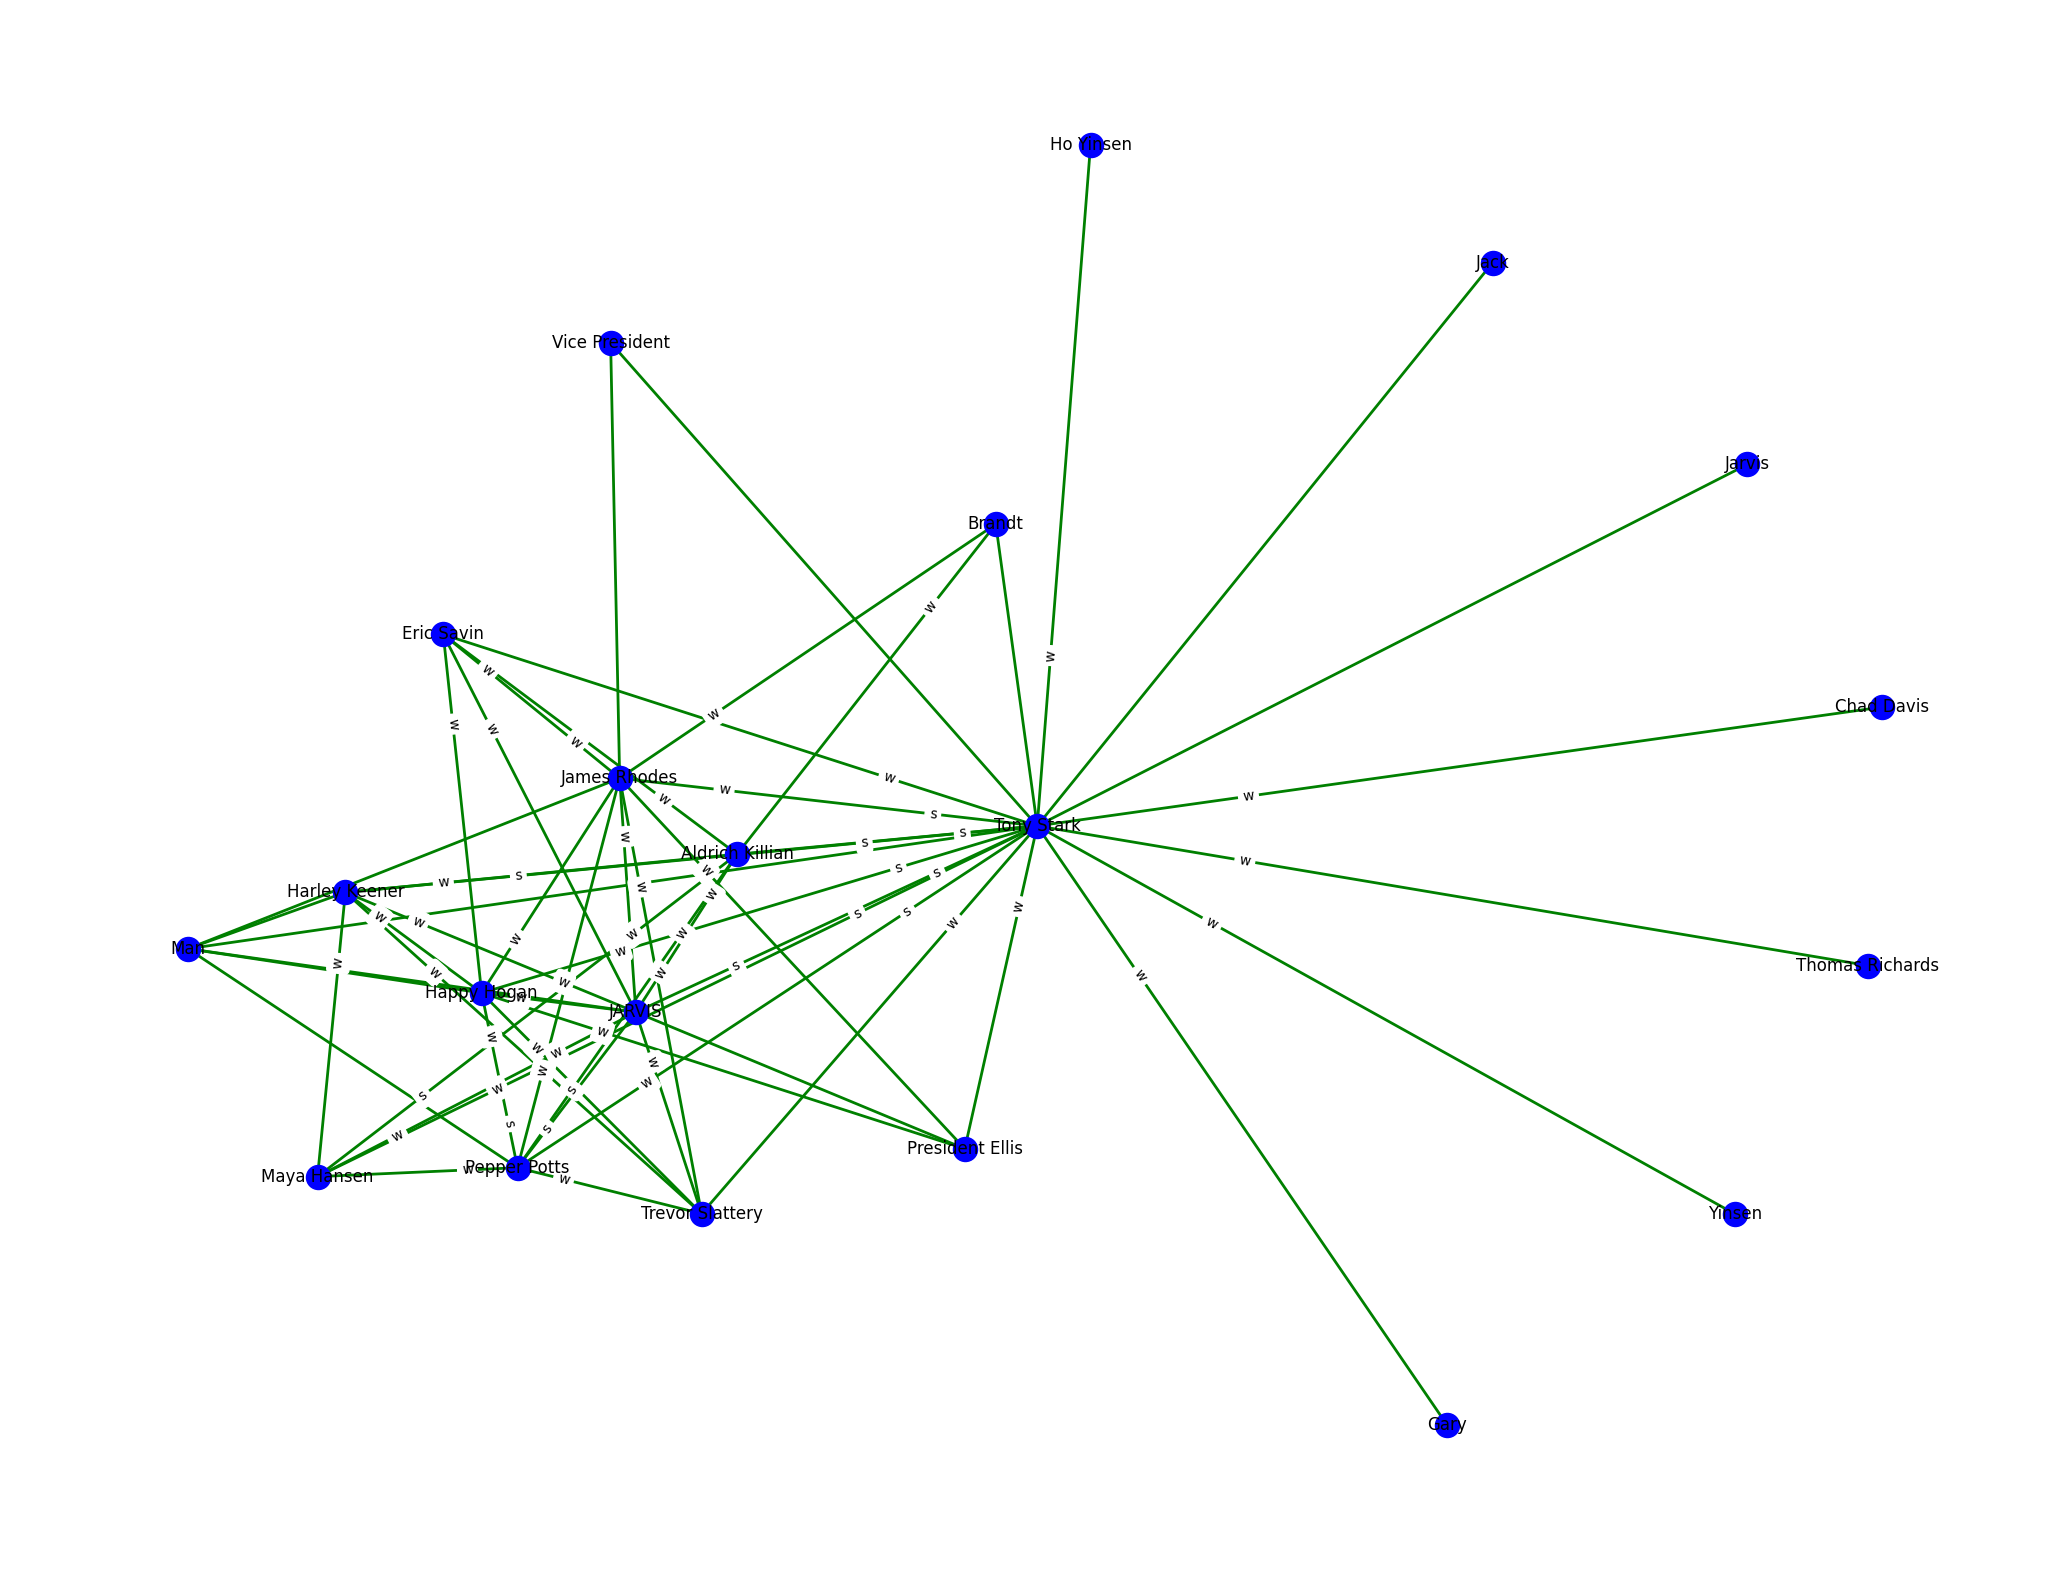 Ho Yinsen
Jack
Vice President
Jarvis
Brandt
Eric Savin
Chad Davis
James Rhodes
Tony Stark
Aldrich Killian
Harley Keener
Man
Thomas Richards
Happy Hogan
JARVIS
President Ellis
Pepper Potts
Maya Hansen
Trevor Slattery
Yinsen
Gary
w
w
w
w
w
w
w
w
w
w
w
s
s
s
w
s
w
w
w
w
s
s
w
w
w
s
s
w
w
w
w
w
w
w
s
w
w
w
w
w
w
w
w
w
w
w
w
s
s
s
s
w
w
w